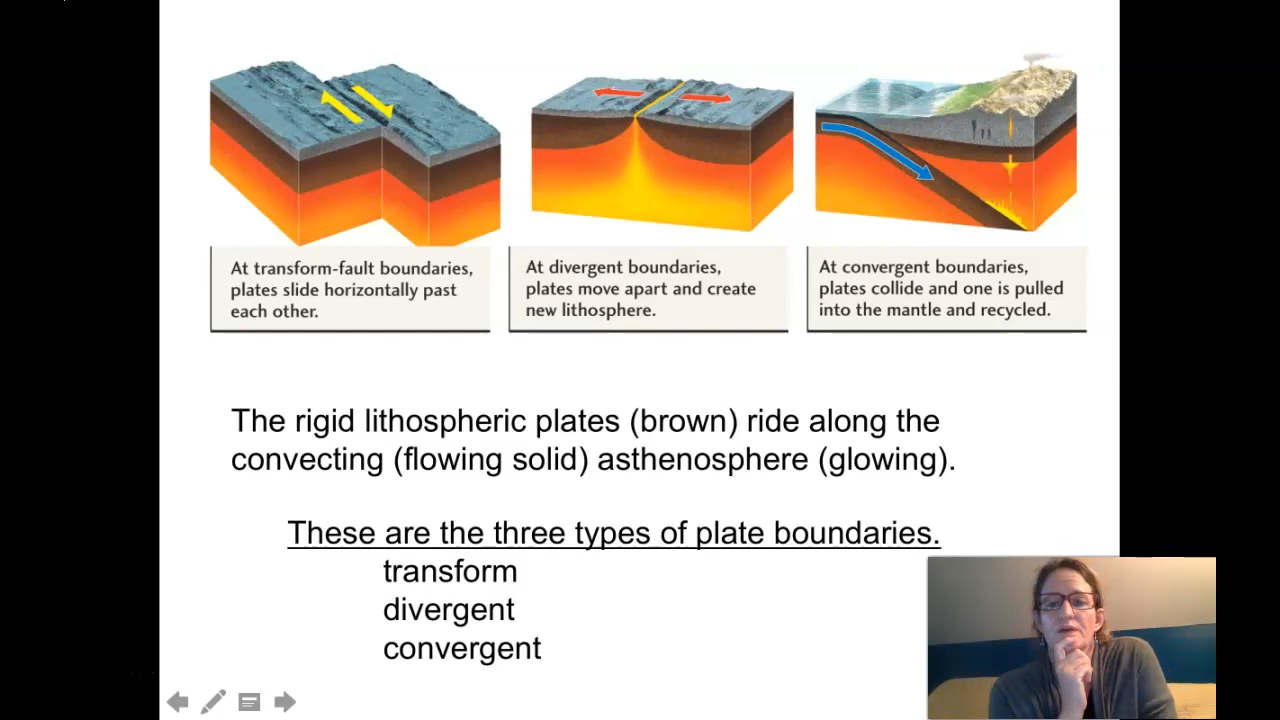 At transform-fault boundaries,
plates slide horizontally past
each other.
At divergent boundaries,
plates move apart and create
new lithosphere.
At convergent boundaries,
plates collide and one is pulled
into the mantle and recycled.
The rigid lithospheric plates (brown) ride along the
convecting (flowing solid) asthenosphere (glowing).
These are the three types of plate boundaries.
transform
divergent
convergent